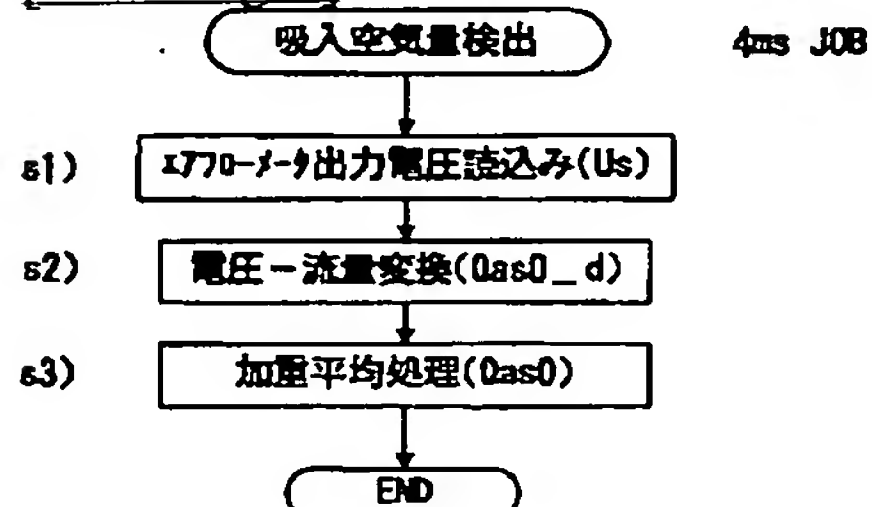 吸入空気量検出 4ms JOB
s1) エアフローメータ出力電圧読込み(Us)
s2) 電圧－流量変換(Qas0_d)
s3) 加重平均処理(Qas0)
END